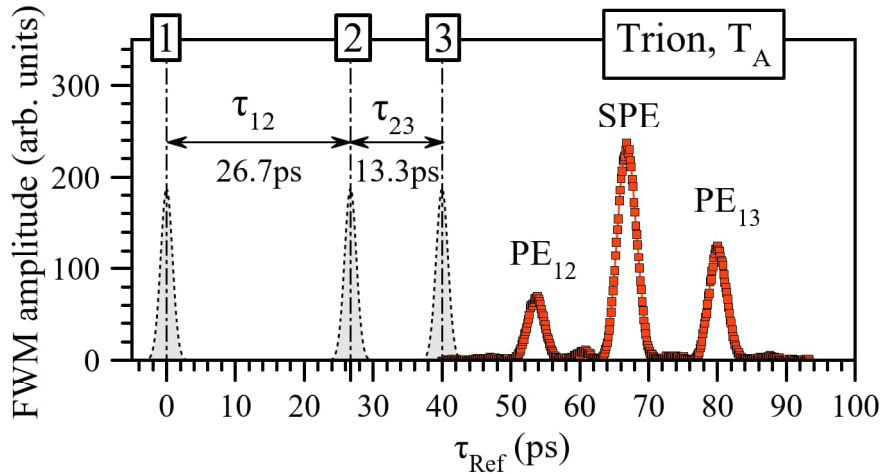 1 2 3 Trion, T_A
FWM amplitude (arb. units)
300
200
100
0
τ_12
26.7ps
τ_23
13.3ps
SPE
PE_12
PE_13
0 10 20 30 40 50 60 70 80 90 100
τ_Ref (ps)